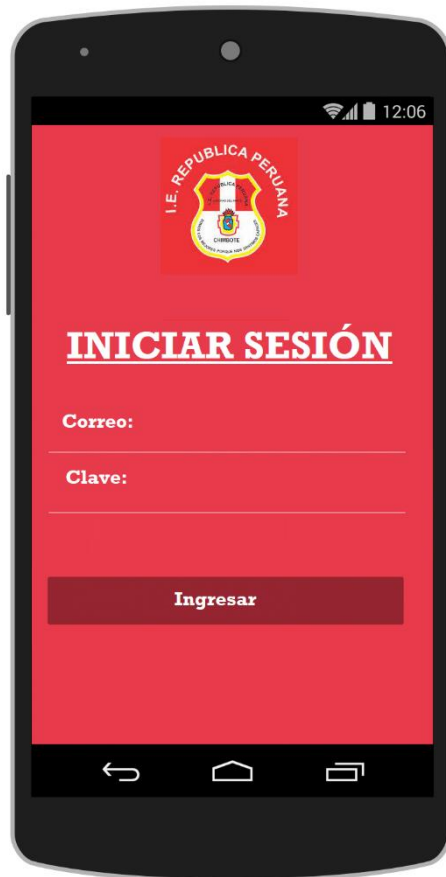 12:06
I.E. REPUBLICA PERUANA
CHIMBOTE
INICIAR SESIÓN
Correo:
Clave:
Ingresar